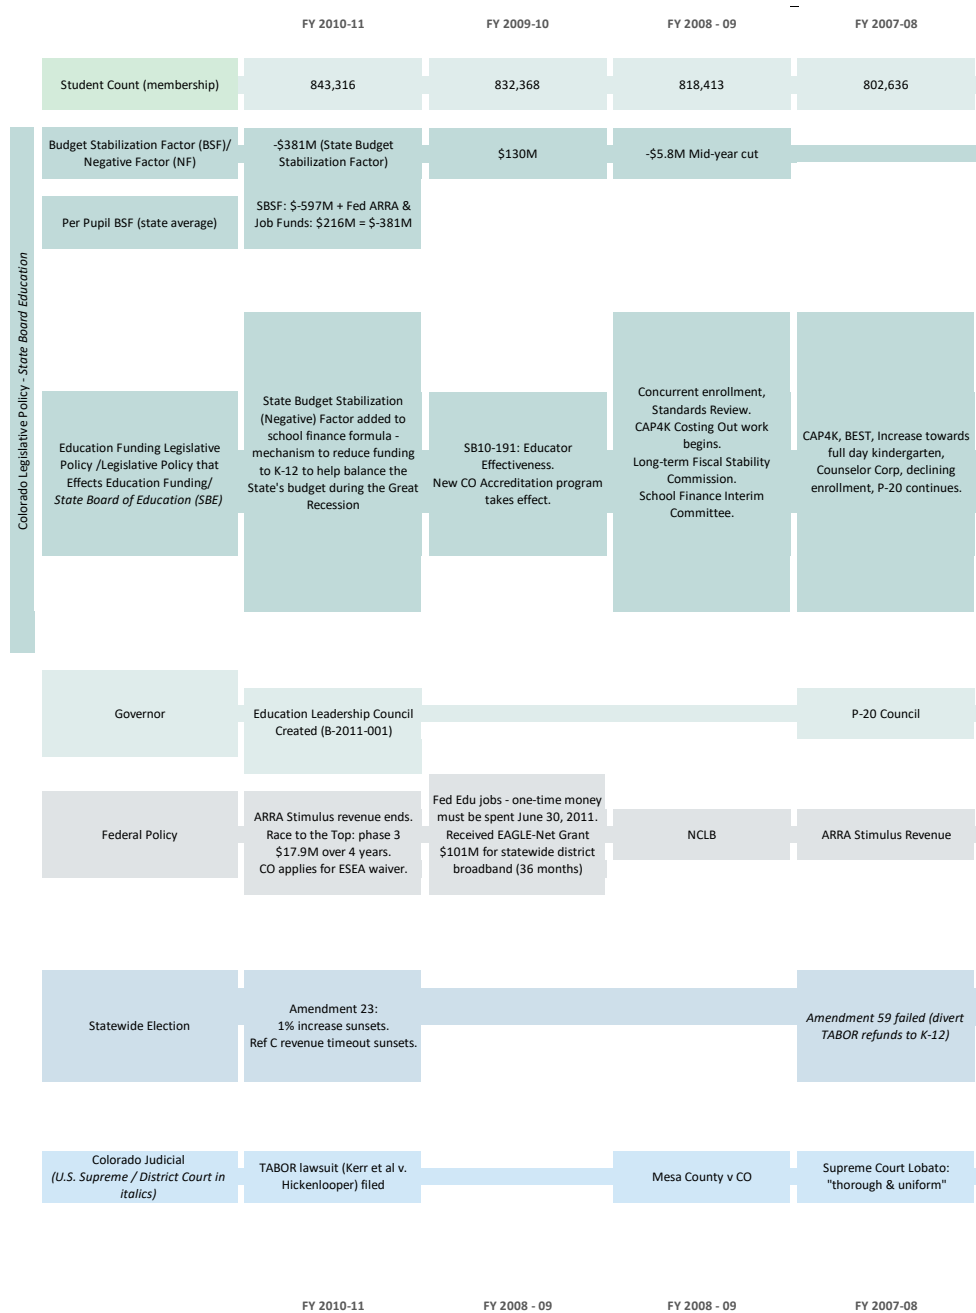 FY 2010-11 FY 2009-10 FY 2008 - 09 FY 2007-08
Student Count (membership) 843,316 832,368 818,413 802,636
Colorado Legislative Policy - State Board Education
Budget Stabilization Factor (BSF)/
Negative Factor (NF)
-$381M (State Budget
Stabilization Factor)
$130M
-$5.8M Mid-year cut
Per Pupil BSF (state average)
SBSF: $-597M + Fed ARRA &
Job Funds: $216M = $-381M
Education Funding Legislative
Policy /Legislative Policy that
Effects Education Funding/
State Board of Education (SBE)
State Budget Stabilization
(Negative) Factor added to
school finance formula -
mechanism to reduce funding
to K-12 to help balance the
State's budget during the Great
Recession
SB10-191: Educator
Effectiveness.
New CO Accreditation program
takes effect.
Concurrent enrollment,
Standards Review.
CAP4K Costing Out work
begins.
Long-term Fiscal Stability
Commission.
School Finance Interim
Committee.
CAP4K, BEST, Increase towards
full day kindergarten,
Counselor Corp, declining
enrollment, P-20 continues.
Governor
Education Leadership Council
Created (B-2011-001)
P-20 Council
Federal Policy
ARRA Stimulus revenue ends.
Race to the Top: phase 3
$17.9M over 4 years.
CO applies for ESEA waiver.
Fed Edu jobs - one-time money
must be spent June 30, 2011.
Received EAGLE-Net Grant
$101M for statewide district
broadband (36 months)
NCLB
ARRA Stimulus Revenue
Statewide Election
Amendment 23:
1% increase sunsets.
Ref C revenue timeout sunsets.
Amendment 59 failed (divert
TABOR refunds to K-12)
Colorado Judicial
(U.S. Supreme / District Court in
italics)
TABOR lawsuit (Kerr et al v.
Hickenlooper) filed
Mesa County v CO
Supreme Court Lobato:
"thorough & uniform"
FY 2010-11 FY 2008 - 09 FY 2008 - 09 FY 2007-08